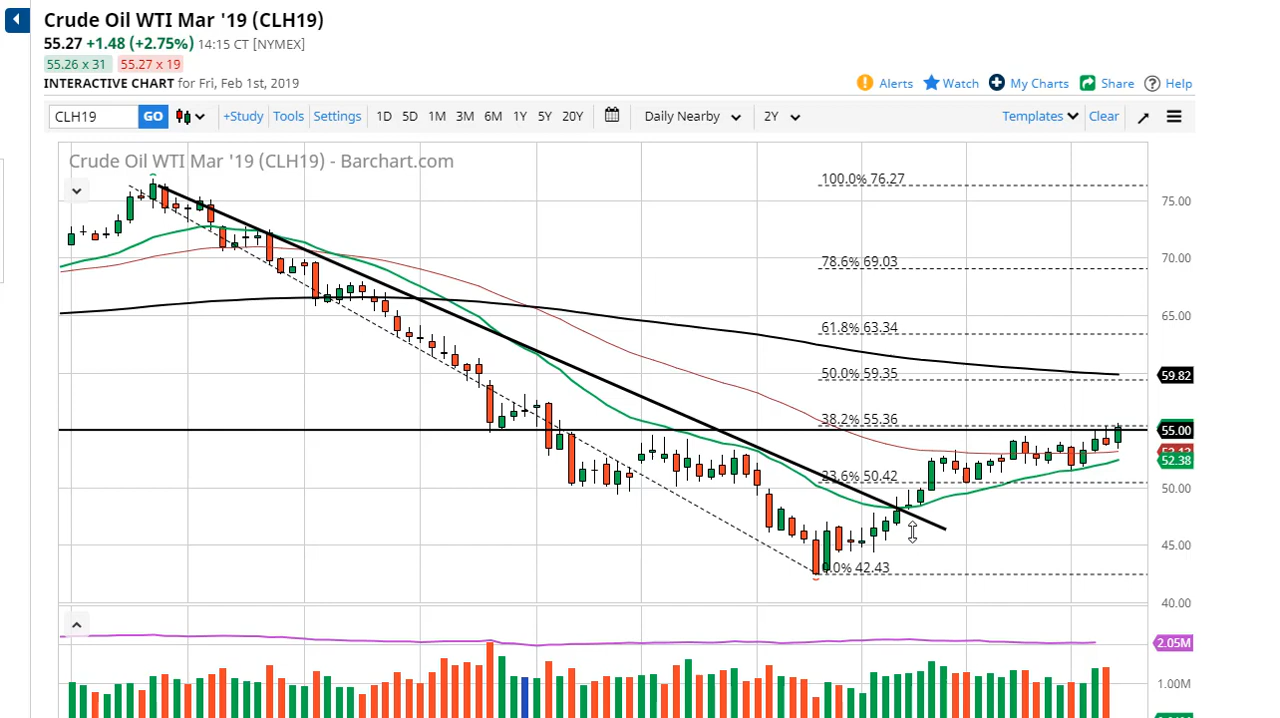 Crude Oil WTI Mar '19 (CLH19)
55.27 +1.48 (+2.75%) 14:15 CT [NYMEX]
55.26 x 31 55.27 x 19
INTERACTIVE CHART for Fri, Feb 1st, 2019
Alerts Watch My Charts Share ? Help
CLH19 GO +Study Tools Settings 1D 5D 1M 3M 6M 1Y 5Y 20Y Daily Nearby 2Y Templates Clear
Crude Oil WTI Mar '19 (CLH19) - Barchart.com
100.0% 76.27
75.00
70.00
78.6% 69.03
65.00
61.8% 63.34
50.0% 59.35
59.82
38.2% 55.36
55.00
52.38
23.6% 50.42
50.00
45.00
0.0% 42.43
40.00
2.05M
1.00M